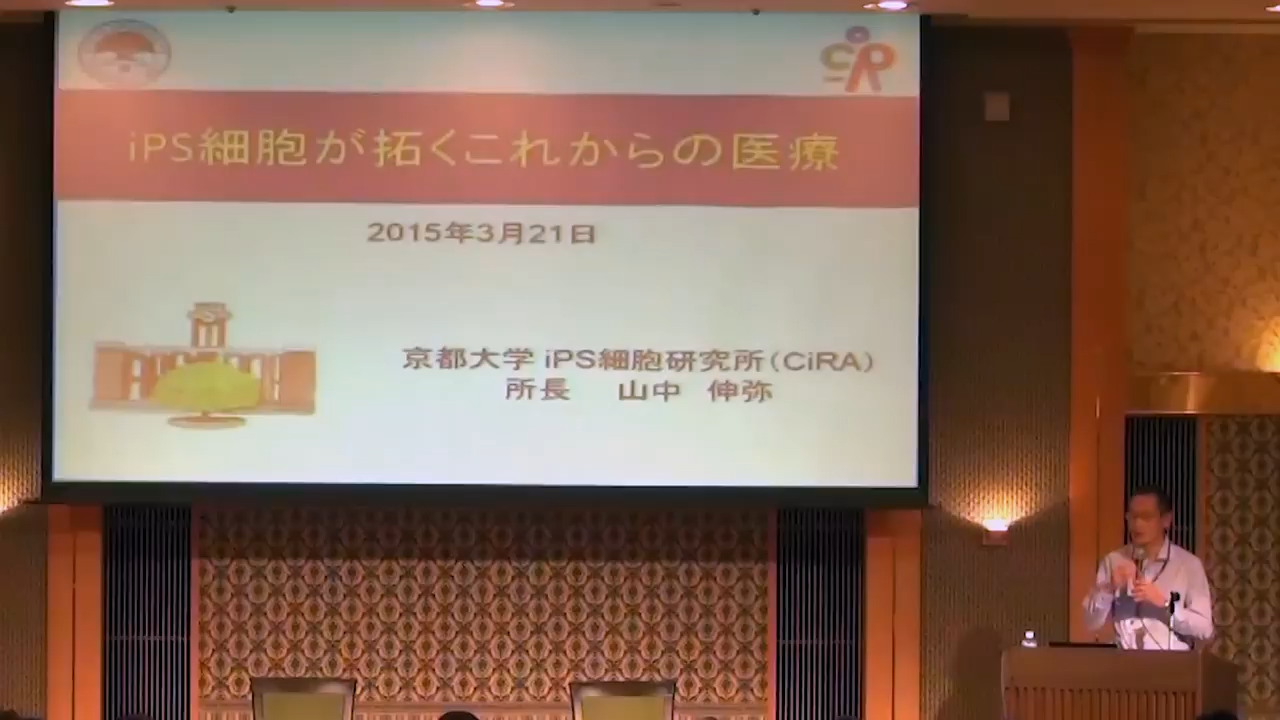 CiRA
iPS細胞が拓くこれからの医療
2015年3月21日
京都大学 iPS細胞研究所(CiRA)
所長 山中 伸弥